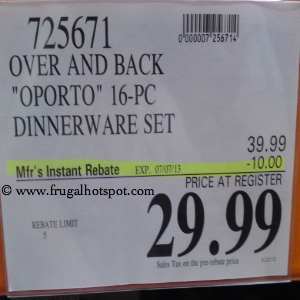 725671
0000007256714
OVER AND BACK
"OPORTO" 16-PC
DINNERWARE SET
39.99
Mfr's Instant Rebate EXP. 07/07/13 -10.00
PRICE AT REGISTER
© www.frugalhotspot.com
29.99
REBATE LIMIT
5
Sales Tax on the pre-rebate price